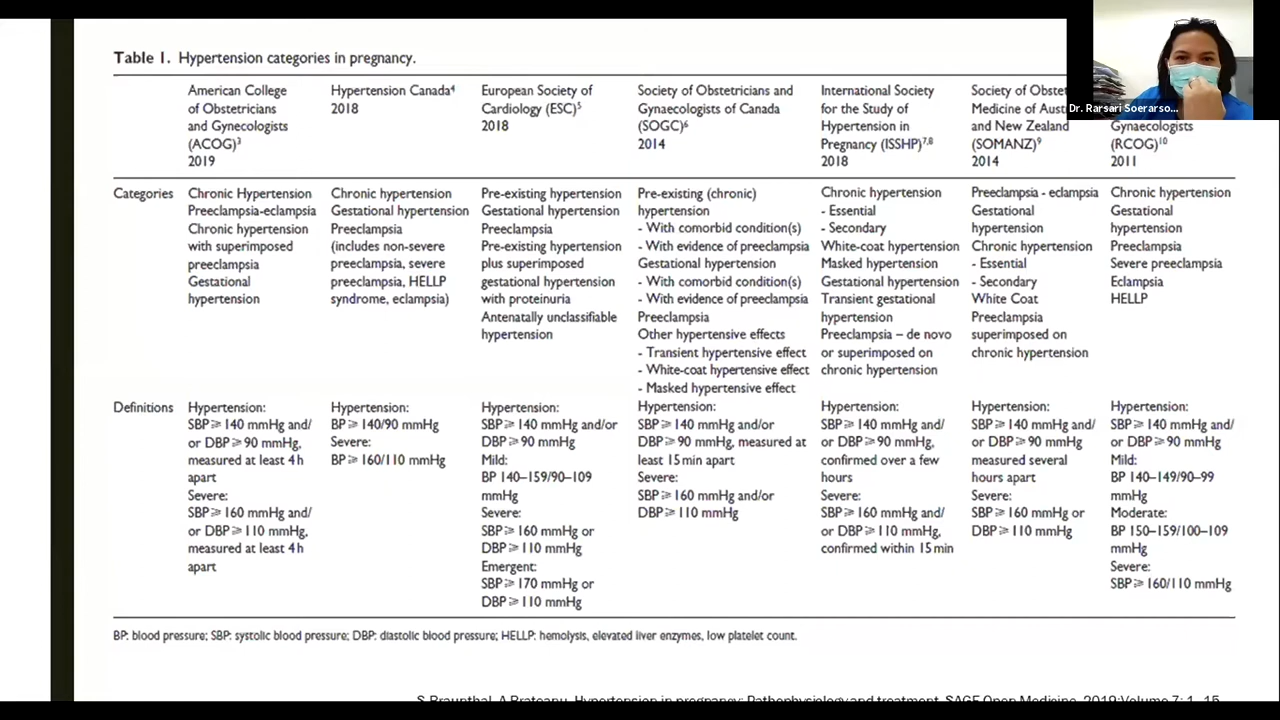 Table 1. Hypertension categories in pregnancy.
Dr. Rarsari Soerarso...
American College
of Obstetricians
and Gynecologists
(ACOG)³
2019
Hypertension Canada⁴
2018
European Society of
Cardiology (ESC)⁵
2018
Society of Obstetricians and
Gynaecologists of Canada
(SOGC)⁶
2014
International Society
for the Study of
Hypertension in
Pregnancy (ISSHP)⁷,⁸
2018
Society of
Medicine of
and New Zealand
(SOMANZ)⁹
2014
Gynaecologists
(RCOG)¹⁰
2011
Categories
Chronic Hypertension
Preeclampsia-eclampsia
Chronic hypertension
with superimposed
preeclampsia
Gestational
hypertension
Chronic hypertension
Gestational hypertension
Preeclampsia
(includes non-severe
preeclampsia, severe
preeclampsia, HELLP
syndrome, eclampsia)
Pre-existing hypertension
Gestational hypertension
Preeclampsia
Pre-existing hypertension
plus superimposed
gestational hypertension
with proteinuria
Antenatally unclassifiable
hypertension
Pre-existing (chronic)
hypertension
- With comorbid condition(s)
- With evidence of preeclampsia
Gestational hypertension
- With comorbid condition(s)
- With evidence of preeclampsia
Preeclampsia
Other hypertensive effects
- Transient hypertensive effect
- White-coat hypertensive effect
- Masked hypertensive effect
Chronic hypertension
- Essential
- Secondary
White-coat hypertension
Masked hypertension
Gestational hypertension
Transient gestational
hypertension
Preeclampsia – de novo
or superimposed on
chronic hypertension
Preeclampsia - eclampsia
Gestational
hypertension
Chronic hypertension
- Essential
- Secondary
White Coat
Preeclampsia
superimposed on
chronic hypertension
Chronic hypertension
Gestational
hypertension
Preeclampsia
Severe preeclampsia
Eclampsia
HELLP
Definitions
Hypertension:
SBP ⩾ 140 mmHg and/
or DBP ⩾ 90 mmHg,
measured at least 4 h
apart
Severe:
SBP ⩾ 160 mmHg and/
or DBP ⩾ 110 mmHg,
measured at least 4 h
apart
Hypertension:
BP ⩾ 140/90 mmHg
Severe:
BP ⩾ 160/110 mmHg
Hypertension:
SBP ⩾ 140 mmHg and/or
DBP ⩾ 90 mmHg
Mild:
BP 140–159/90–109
mmHg
Severe:
SBP ⩾ 160 mmHg or
DBP ⩾ 110 mmHg
Emergent:
SBP ⩾ 170 mmHg or
DBP ⩾ 110 mmHg
Hypertension:
SBP ⩾ 140 mmHg and/or
DBP ⩾ 90 mmHg, measured at
least 15 min apart
Severe:
SBP ⩾ 160 mmHg and/or
DBP ⩾ 110 mmHg
Hypertension:
SBP ⩾ 140 mmHg and/
or DBP ⩾ 90 mmHg,
confirmed over a few
hours
Severe:
SBP ⩾ 160 mmHg and/
or DBP ⩾ 110 mmHg,
confirmed within 15 min
Hypertension:
SBP ⩾ 140 mmHg and/
or DBP ⩾ 90 mmHg
measured several
hours apart
Severe:
SBP ⩾ 160 mmHg or
DBP ⩾ 110 mmHg
Hypertension:
SBP ⩾ 140 mmHg and/
or DBP ⩾ 90 mmHg
Mild:
BP 140–149/90–99
mmHg
Moderate:
BP 150–159/100–109
mmHg
Severe:
SBP ⩾ 160/110 mmHg
BP: blood pressure; SBP: systolic blood pressure; DBP: diastolic blood pressure; HELLP: hemolysis, elevated liver enzymes, low platelet count.
S Braunthal, A Brateanu. Hypertension in pregnancy: Pathophysiology and treatment. SAGE Open Medicine. 2019;Volume 7: 1–15